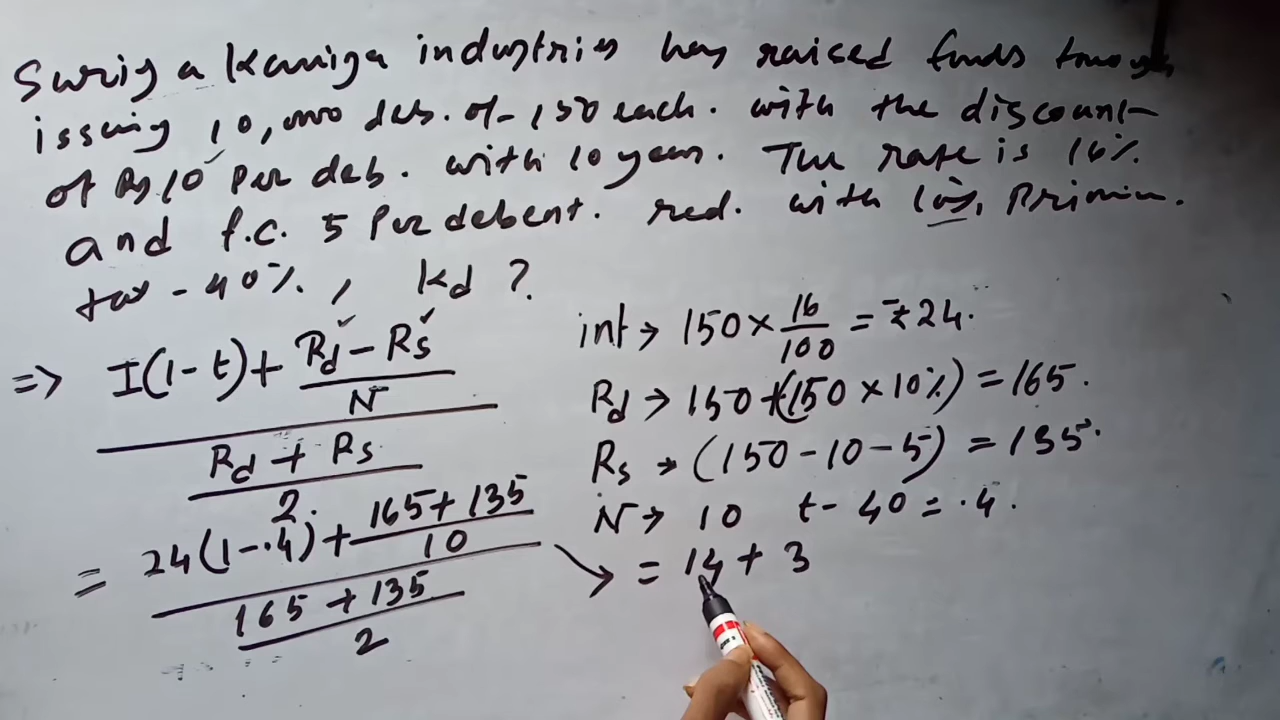 Suriya Kaniga industries has raised funds through
issuing 10,000 deb. of 150 each. with the discount
of Rs 10 Per deb. with 10 year. The rate is 16%
and f.c. 5 Per debent. red. with 10% Primium.
tax - 40%, Kd ?
=> I(1-t) + Rd - Rs
N
Rd + Rs
2
int → 150 × 16/100 = ₹24.
Rd → 150 + (150 × 10%) = 165.
Rs → (150 - 10 - 5) = 135.
N → 10 t - 40 = .4.
= 24(1-.4) + 165 + 135
10
165 + 135
2
→ = 14 + 3